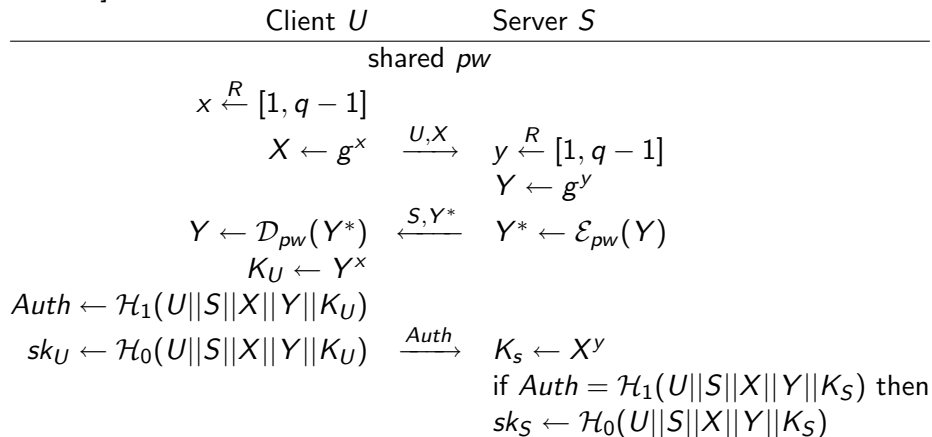 Client U Server S
shared pw
x ←R [1, q − 1]
X ← g^x U,X→ y ←R [1, q − 1]
Y ← g^y
Y ← D_pw(Y*) ←S,Y* Y* ← E_pw(Y)
K_U ← Y^x
Auth ← H_1(U||S||X||Y||K_U)
sk_U ← H_0(U||S||X||Y||K_U) Auth→ K_s ← X^y
if Auth = H_1(U||S||X||Y||K_S) then
sk_S ← H_0(U||S||X||Y||K_S)